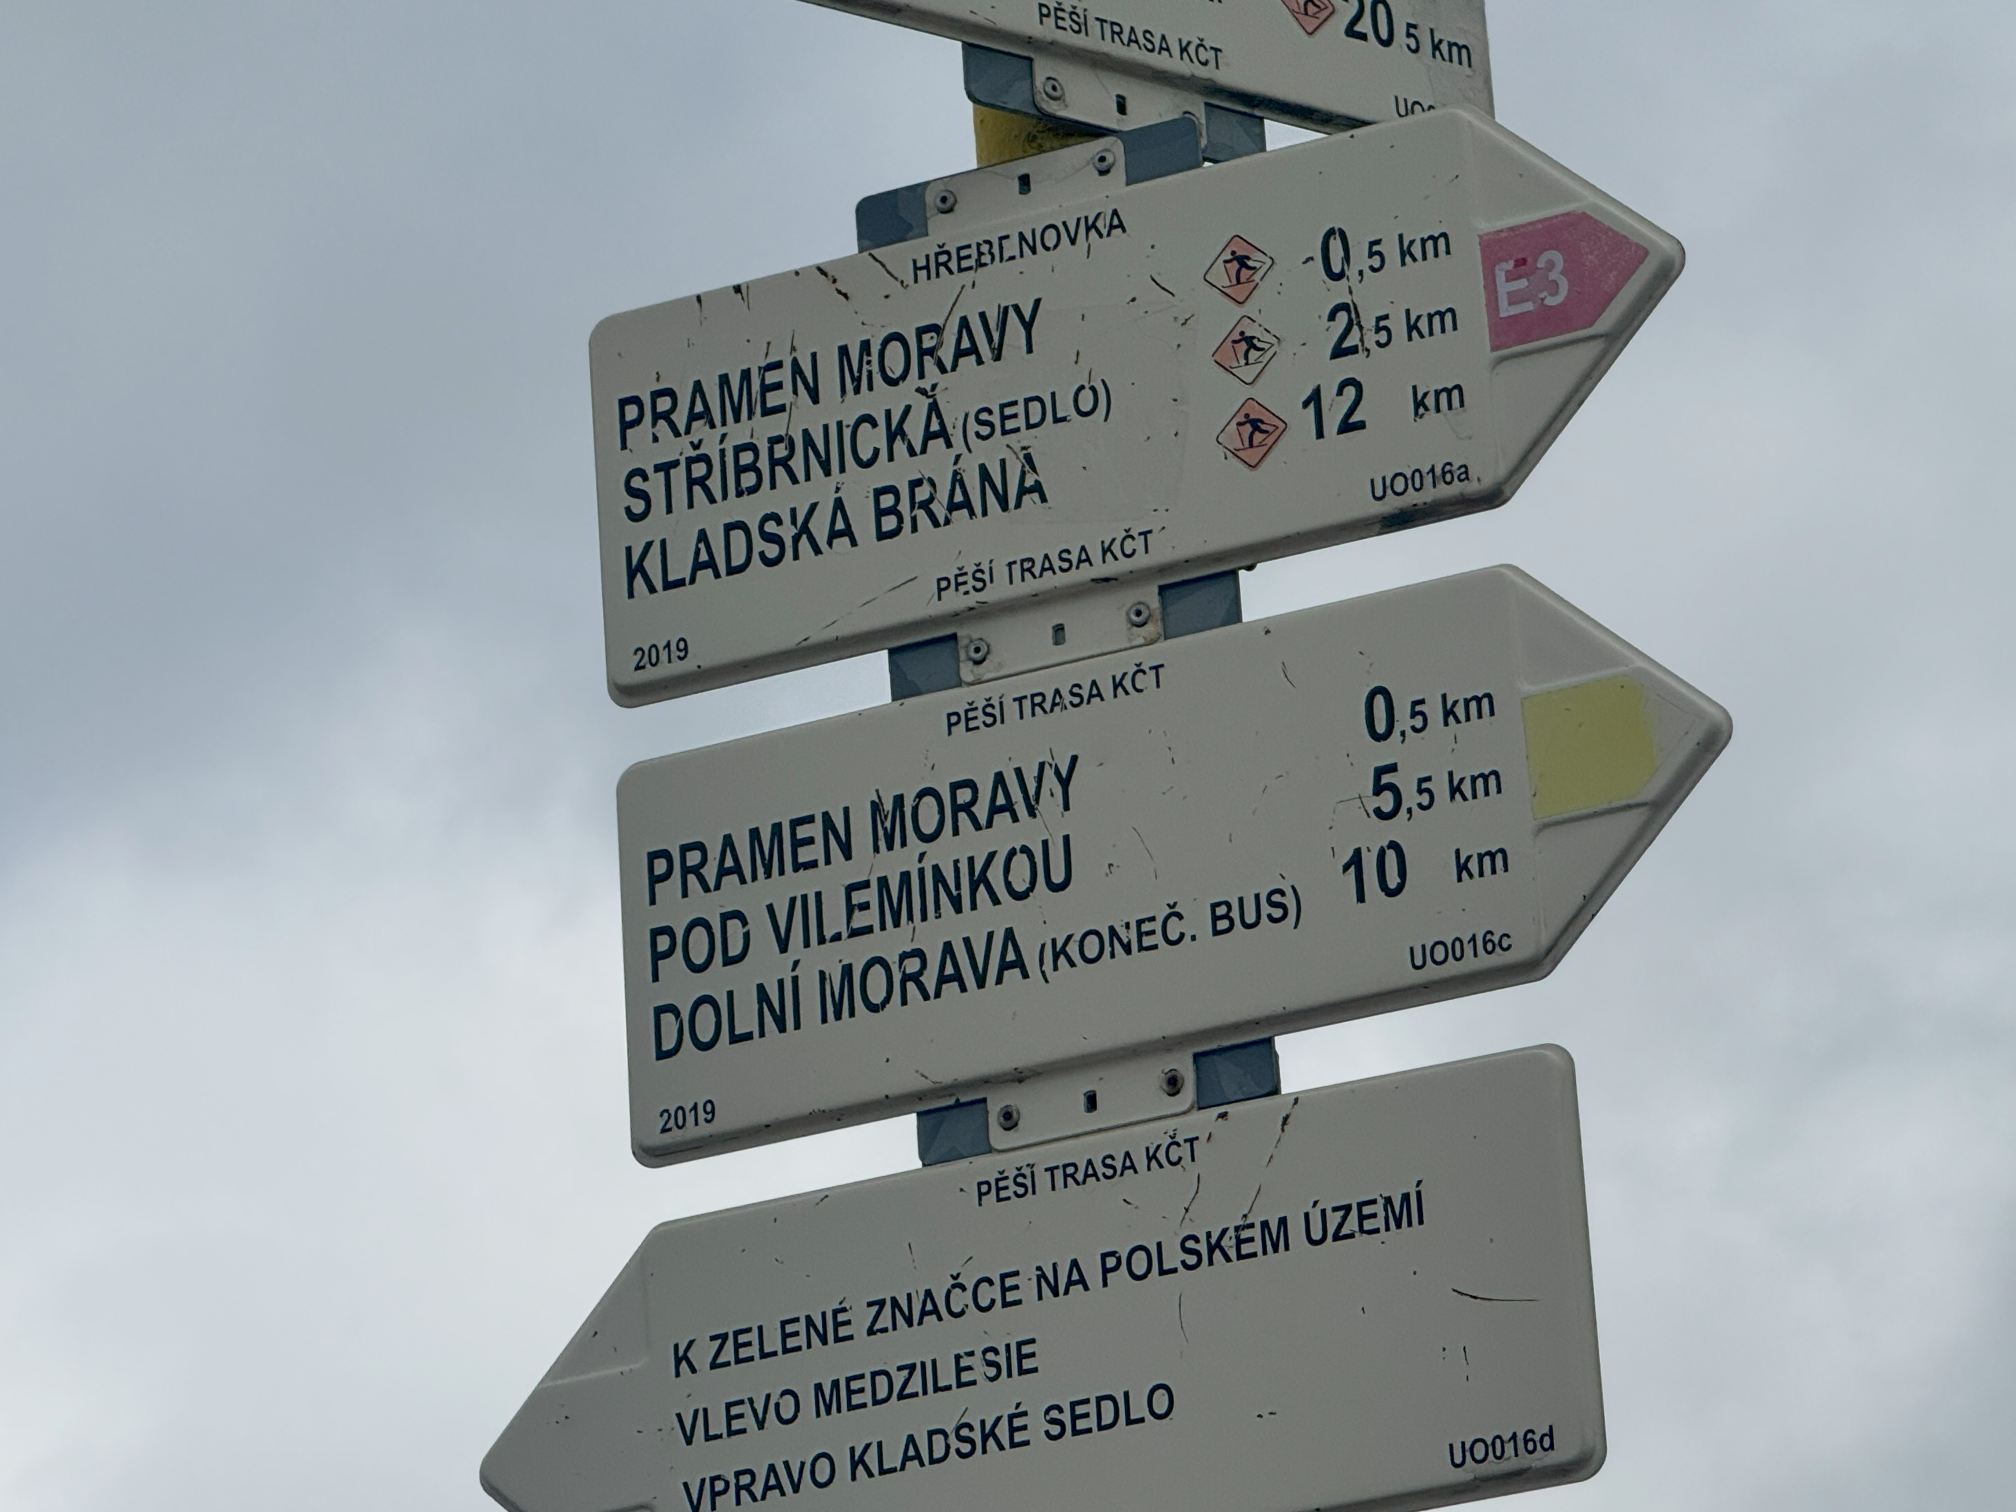 PĚŠÍ TRASA KČT
20,5 km
HŘEBENOVKA
PRAMEN MORAVY 0,5 km
STŘÍBRNICKÁ (SEDLO) 2,5 km
KLADSKÁ BRÁNA 12 km
E3
UO016a
PĚŠÍ TRASA KČT
2019
PĚŠÍ TRASA KČT
PRAMEN MORAVY 0,5 km
POD VILEMÍNKOU 5,5 km
DOLNÍ MORAVA (KONEČ. BUS) 10 km
UO016c
2019
PĚŠÍ TRASA KČT
K ZELENÉ ZNAČCE NA POLSKÉM ÚZEMÍ
VLEVO MEDZILESIE
VPRAVO KLADSKÉ SEDLO
UO016d